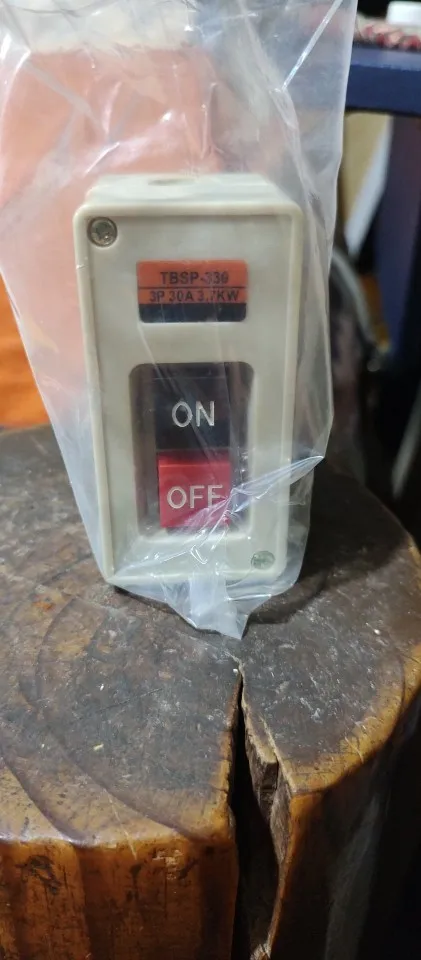 TBSP-330
3P 30A 3.7KW
ON
OFF